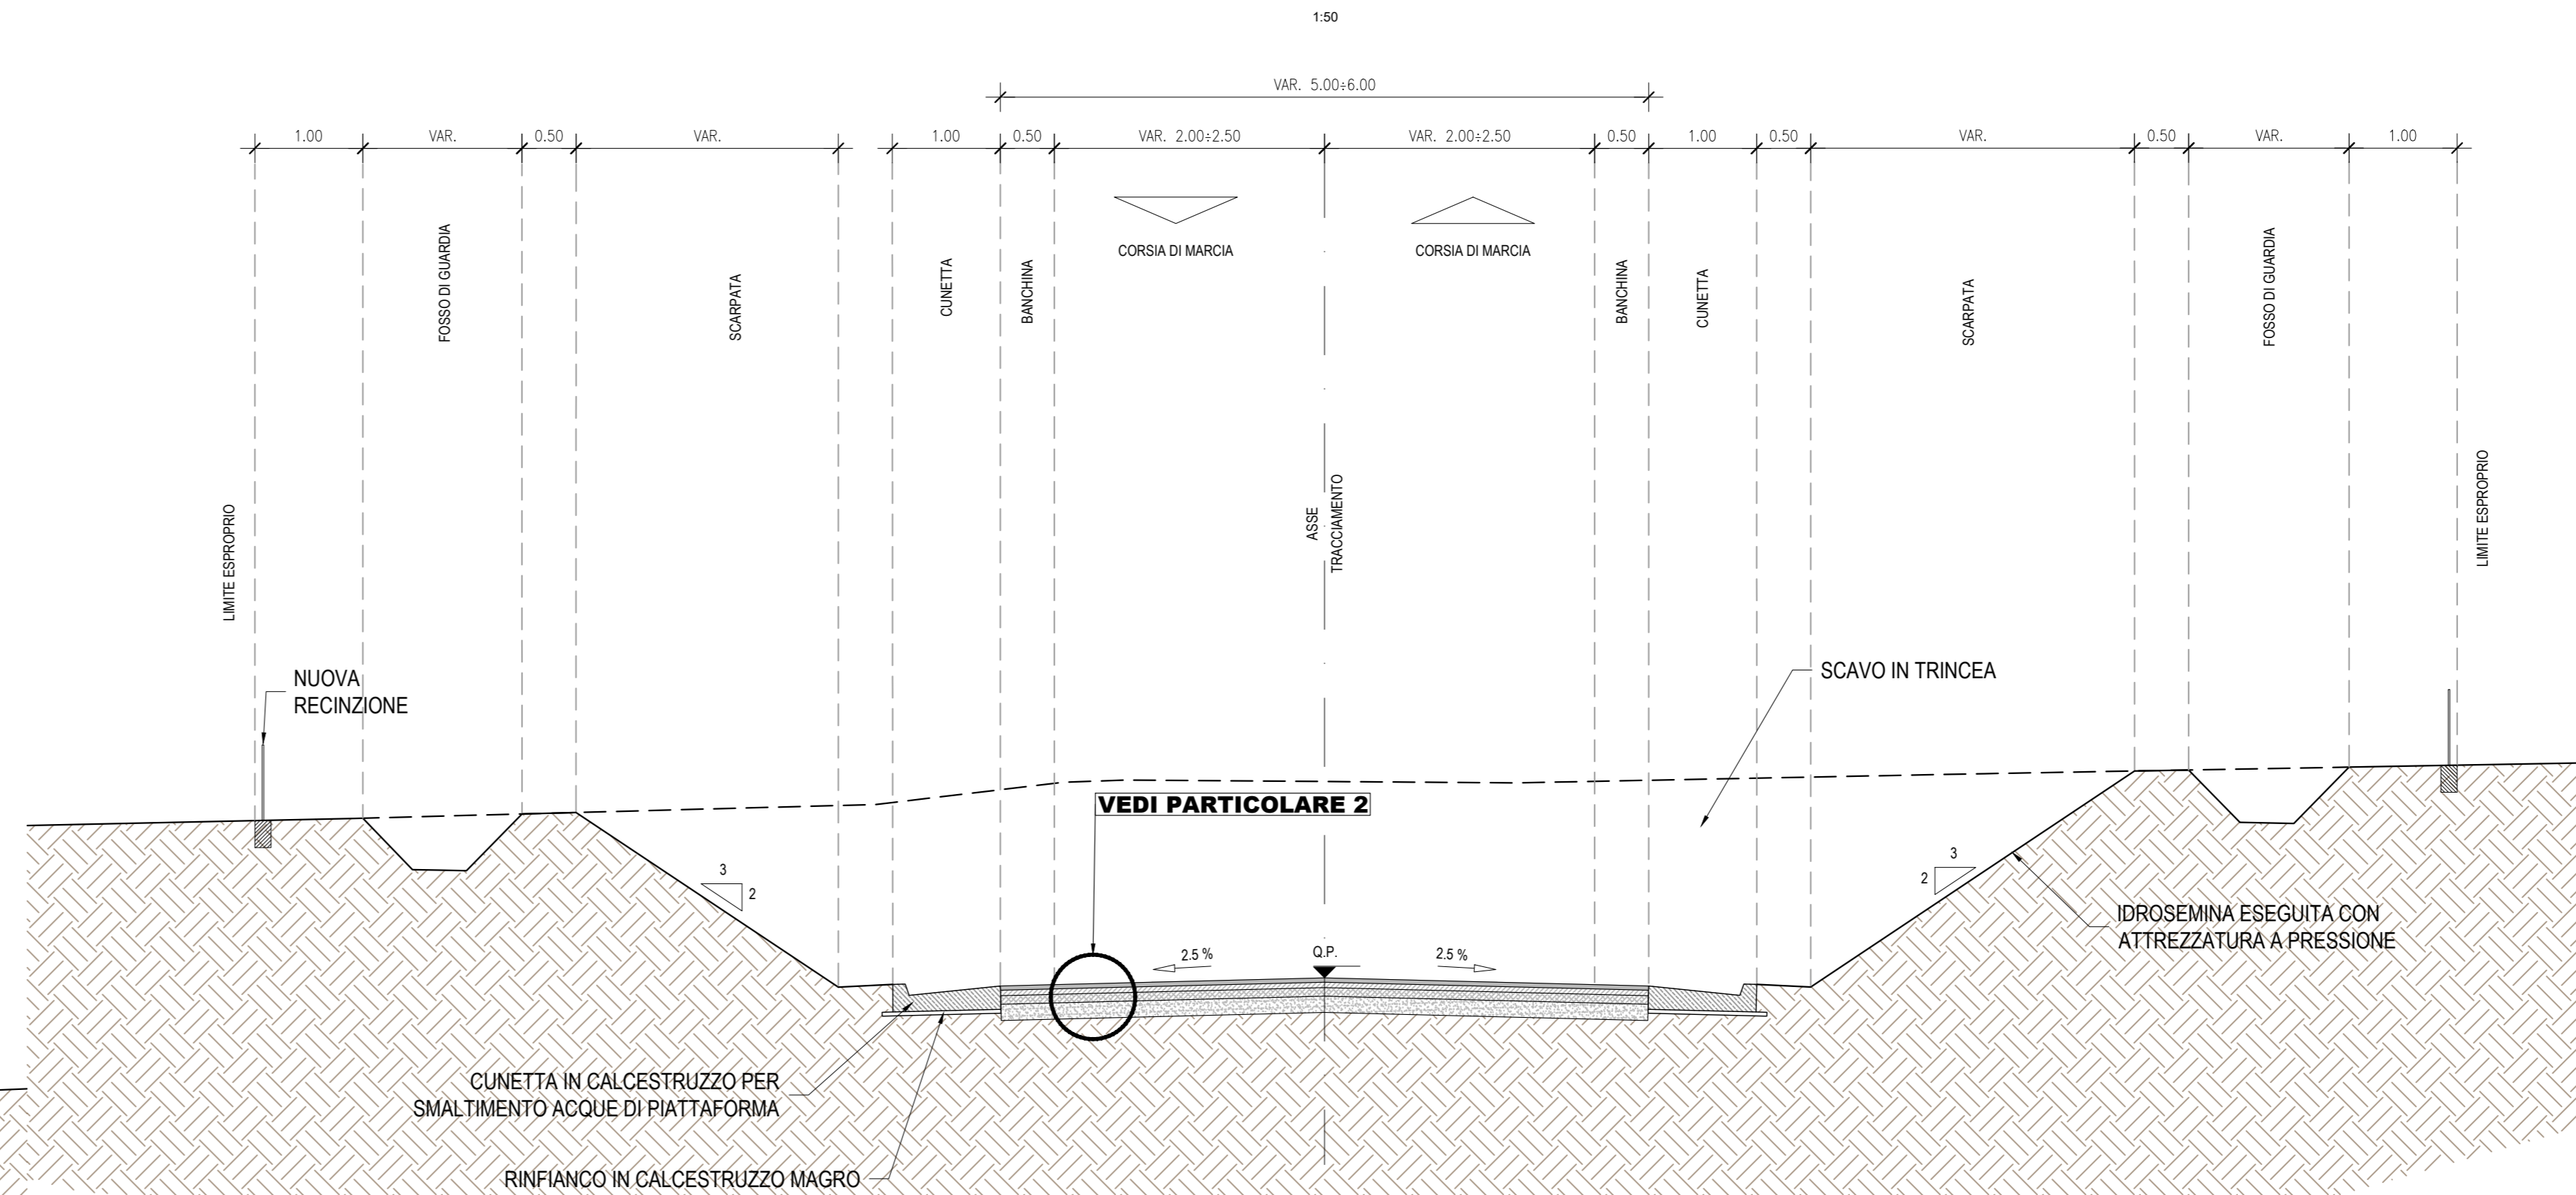 1:50
VAR. 5.00÷6.00
1.00
VAR.
0.50
VAR.
1.00
0.50
VAR. 2.00÷2.50
VAR. 2.00÷2.50
0.50
1.00
0.50
VAR.
0.50
VAR.
1.00
LIMITE ESPROPRIO
FOSSO DI GUARDIA
SCARPATA
CUNETTA
BANCHINA
CORSIA DI MARCIA
CORSIA DI MARCIA
BANCHINA
CUNETTA
SCARPATA
FOSSO DI GUARDIA
LIMITE ESPROPRIO
ASSE
TRACCIAMENTO
NUOVA
RECINZIONE
SCAVO IN TRINCEA
VEDI PARTICOLARE 2
3
2
3
2
IDROSEMINA ESEGUITA CON
ATTREZZATURA A PRESSIONE
2.5 %
Q.P.
2.5 %
CUNETTA IN CALCESTRUZZO PER
SMALTIMENTO ACQUE DI PIATTAFORMA
RINFIANCO IN CALCESTRUZZO MAGRO